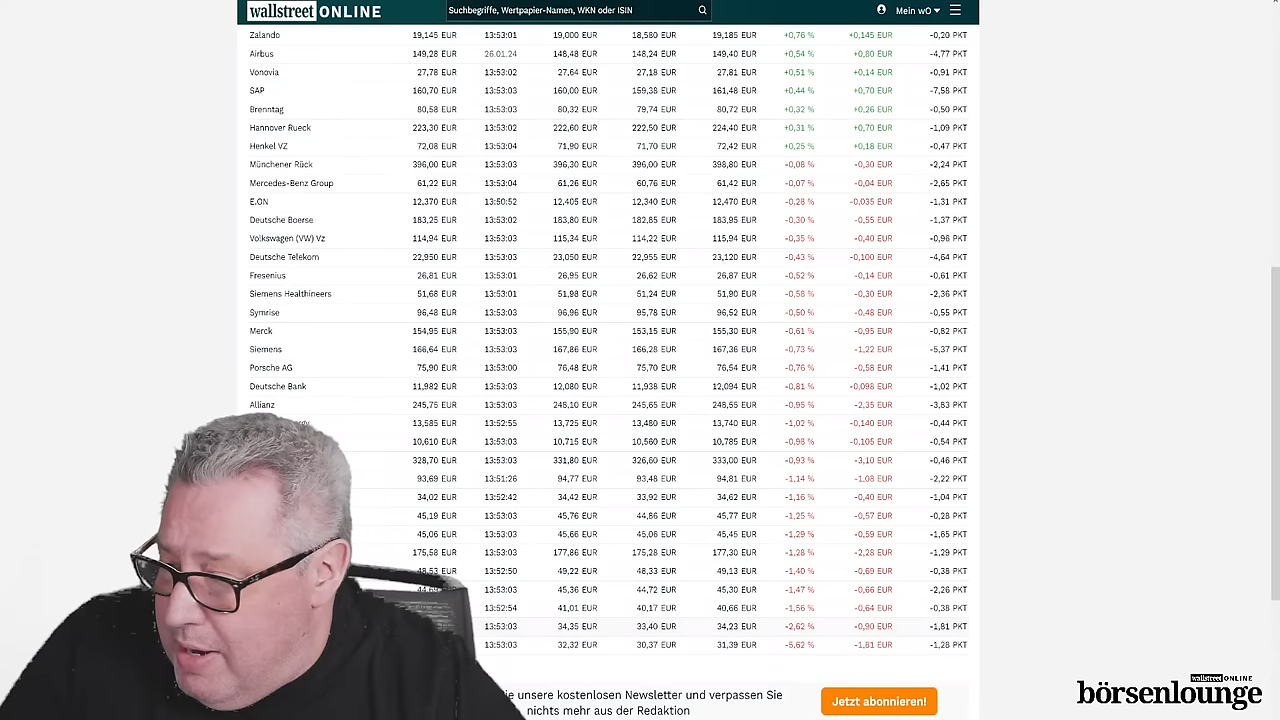 wallstreet ONLINE Suchbegriffe, Wertpapier-Namen, WKN oder ISIN Mein wO
Zalando 19,145 EUR 13:53:01 19,000 EUR 18,580 EUR 19,185 EUR +0,76 % +0,145 EUR -0,20 PKT
Airbus 149,28 EUR 26.01.24 148,48 EUR 148,24 EUR 149,40 EUR +0,54 % +0,80 EUR -4,77 PKT
Vonovia 27,78 EUR 13:53:02 27,64 EUR 27,18 EUR 27,81 EUR +0,51 % +0,14 EUR -0,91 PKT
SAP 160,70 EUR 13:53:03 160,00 EUR 159,38 EUR 161,48 EUR +0,44 % +0,70 EUR -7,58 PKT
Brenntag 80,58 EUR 13:53:03 80,32 EUR 79,74 EUR 80,72 EUR +0,32 % +0,26 EUR -0,50 PKT
Hannover Rueck 223,30 EUR 13:53:02 222,60 EUR 222,50 EUR 224,40 EUR +0,31 % +0,70 EUR -1,09 PKT
Henkel VZ 72,08 EUR 13:53:04 71,90 EUR 71,70 EUR 72,42 EUR +0,25 % +0,18 EUR -0,47 PKT
Münchener Rück 396,00 EUR 13:53:03 396,30 EUR 396,00 EUR 398,80 EUR -0,08 % -0,30 EUR -2,24 PKT
Mercedes-Benz Group 61,22 EUR 13:53:04 61,26 EUR 60,76 EUR 61,42 EUR -0,07 % -0,04 EUR -2,65 PKT
E.ON 12,370 EUR 13:50:52 12,405 EUR 12,340 EUR 12,470 EUR -0,28 % -0,035 EUR -1,31 PKT
Deutsche Boerse 183,25 EUR 13:53:02 183,80 EUR 182,85 EUR 183,95 EUR -0,30 % -0,55 EUR -1,37 PKT
Volkswagen (VW) Vz 114,94 EUR 13:53:03 115,34 EUR 114,22 EUR 115,94 EUR -0,35 % -0,40 EUR -0,96 PKT
Deutsche Telekom 22,950 EUR 13:53:03 23,050 EUR 22,955 EUR 23,120 EUR -0,43 % -0,100 EUR -4,64 PKT
Fresenius 26,81 EUR 13:53:01 26,95 EUR 26,62 EUR 26,87 EUR -0,52 % -0,14 EUR -0,61 PKT
Siemens Healthineers 51,68 EUR 13:53:01 51,98 EUR 51,24 EUR 51,90 EUR -0,58 % -0,30 EUR -2,36 PKT
Symrise 96,48 EUR 13:53:03 96,96 EUR 95,78 EUR 96,52 EUR -0,50 % -0,48 EUR -0,55 PKT
Merck 154,95 EUR 13:53:03 155,90 EUR 153,15 EUR 155,30 EUR -0,61 % -0,95 EUR -0,82 PKT
Siemens 166,64 EUR 13:53:03 167,86 EUR 166,28 EUR 167,36 EUR -0,73 % -1,22 EUR -5,37 PKT
Porsche AG 75,90 EUR 13:53:00 76,48 EUR 75,70 EUR 76,54 EUR -0,76 % -0,58 EUR -1,41 PKT
Deutsche Bank 11,982 EUR 13:53:03 12,080 EUR 11,938 EUR 12,094 EUR -0,81 % -0,098 EUR -1,02 PKT
Allianz 245,75 EUR 13:53:03 248,10 EUR 245,65 EUR 248,55 EUR -0,95 % -2,35 EUR -3,83 PKT
13,585 EUR 13:52:55 13,725 EUR 13,480 EUR 13,740 EUR -1,02 % -0,140 EUR -0,44 PKT
10,610 EUR 13:53:03 10,715 EUR 10,560 EUR 10,785 EUR -0,98 % -0,105 EUR -0,54 PKT
328,70 EUR 13:53:03 331,80 EUR 326,60 EUR 333,00 EUR -0,93 % -3,10 EUR -0,46 PKT
93,69 EUR 13:51:26 94,77 EUR 93,48 EUR 94,81 EUR -1,14 % -1,08 EUR -2,22 PKT
34,02 EUR 13:52:42 34,42 EUR 33,92 EUR 34,62 EUR -1,16 % -0,40 EUR -1,04 PKT
45,19 EUR 13:53:03 45,76 EUR 44,86 EUR 45,77 EUR -1,25 % -0,57 EUR -0,28 PKT
45,06 EUR 13:53:03 45,66 EUR 45,06 EUR 45,45 EUR -1,29 % -0,59 EUR -1,65 PKT
175,58 EUR 13:53:03 177,86 EUR 175,28 EUR 177,30 EUR -1,28 % -2,28 EUR -1,29 PKT
48,53 EUR 13:52:50 49,22 EUR 48,33 EUR 49,13 EUR -1,40 % -0,69 EUR -0,38 PKT
EUR 13:53:03 45,36 EUR 44,72 EUR 45,30 EUR -1,47 % -0,66 EUR -2,26 PKT
13:52:54 41,01 EUR 40,17 EUR 40,66 EUR -1,56 % -0,64 EUR -0,38 PKT
13:53:03 34,35 EUR 33,40 EUR 34,23 EUR -2,62 % -0,90 EUR -1,81 PKT
13:53:03 32,32 EUR 30,37 EUR 31,39 EUR -5,62 % -1,81 EUR -1,28 PKT
unsere kostenlosen Newsletter und verpassen Sie
nichts mehr aus der Redaktion
Jetzt abonnieren!
wallstreet ONLINE
börsenlounge